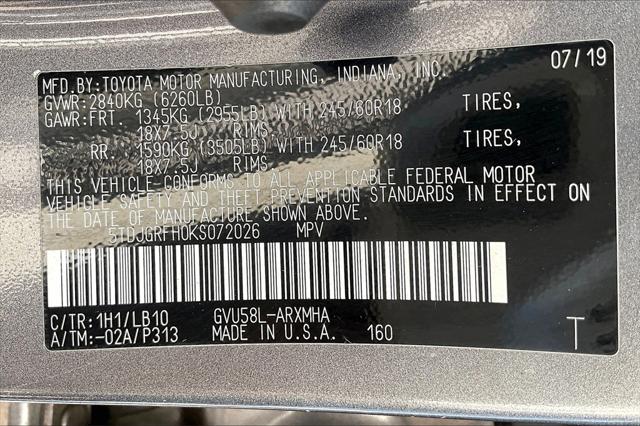 MFD.BY:TOYOTA MOTOR MANUFACTURING, INDIANA, INC. 07/19
GVWR:2840KG (6260LB)
GAWR:FRT. 1345KG (2955LB) WITH 245/60R18 TIRES,
18X7.5J RIMS
RR. 1590KG (3505LB) WITH 245/60R18 TIRES,
18X7.5J RIMS
THIS VEHICLE CONFORMS TO ALL APPLICABLE FEDERAL MOTOR
VEHICLE SAFETY AND THEFT PREVENTION STANDARDS IN EFFECT ON
THE DATE OF MANUFACTURE SHOWN ABOVE.
5TDJGRFH0KS072026 MPV
C/TR:1H1/LB10 GVU58L-ARXMHA
A/TM:-02A/P313 MADE IN U.S.A. 160 T